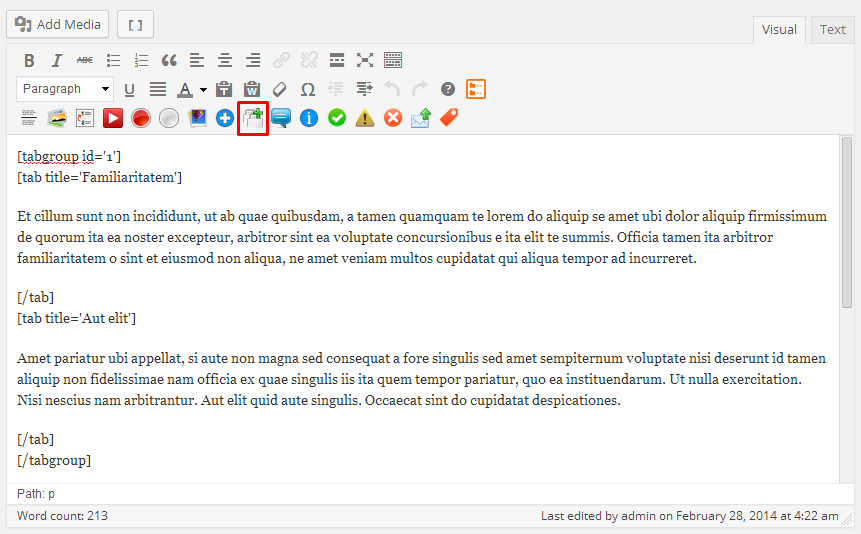 Add Media
[ ]
Visual
Text
B I ABC
Paragraph
U A T W Ω ?
[tabgroup id='1']
[tab title='Familiaritatem']
Et cillum sunt non incididunt, ut ab quae quibusdam, a tamen quamquam te lorem do aliquip se amet ubi dolor aliquip firmissimum
de quorum ita ea noster excepteur, arbitror sint ea voluptate concursionibus e ita elit te summis. Officia tamen ita arbitror
familiaritatem o sint et eiusmod non aliqua, ne amet veniam multos cupidatat qui aliqua tempor ad incurreret.
[/tab]
[tab title='Aut elit']
Amet pariatur ubi appellat, si aute non magna sed consequat a fore singulis sed amet sempiternum voluptate nisi deserunt id tamen
aliquip non fidelissimae nam officia ex quae singulis iis ita quem tempor pariatur, quo ea instituendarum. Ut nulla exercitation.
Nisi nescius nam arbitrantur. Aut elit quid aute singulis. Occaecat sint do cupidatat despicationes.
[/tab]
[/tabgroup]
Path: p
Word count: 213
Last edited by admin on February 28, 2014 at 4:22 am